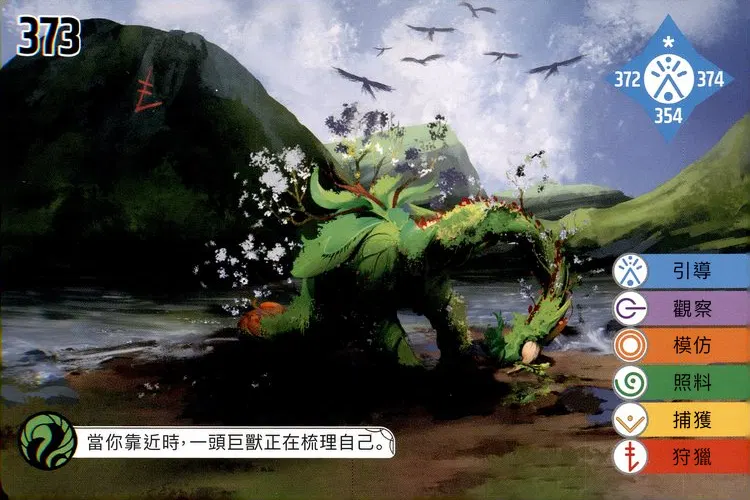 373
*
372 374
354
引導
觀察
模仿
照料
捕獲
狩獵
當你靠近時,一頭巨獸正在梳理自己。